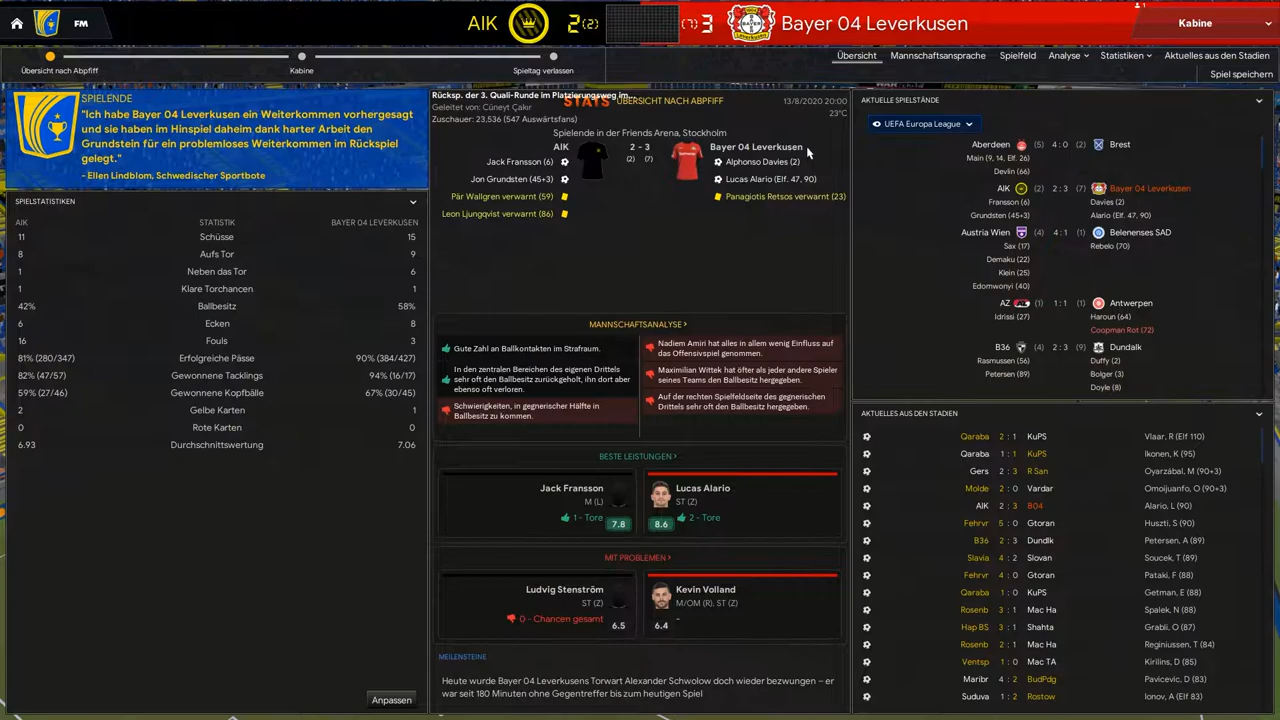 FM
AIK 2(2) (7)3 Bayer 04 Leverkusen
1
Kabine
Übersicht nach Abpfiff
Kabine
Spieltag verlassen
Übersicht Mannschaftsansprache Spielfeld Analyse Statistiken Aktuelles aus den Stadien
Spiel speichern
SPIELENDE
"Ich habe Bayer 04 Leverkusen ein Weiterkommen vorhergesagt
und sie haben im Hinspiel daheim dank harter Arbeit den
Grundstein für ein problemloses Weiterkommen im Rückspiel
gelegt."
- Ellen Lindblom, Schwedischer Sportbote
SPIELSTATISTIKEN
AIK STATISTIK BAYER 04 LEVERKUSEN
11 Schüsse 15
8 Aufs Tor 9
1 Neben das Tor 6
1 Klare Torchancen 1
42% Ballbesitz 58%
6 Ecken 8
16 Fouls 3
81% (280/347) Erfolgreiche Pässe 90% (384/427)
82% (47/57) Gewonnene Tacklings 94% (16/17)
59% (27/46) Gewonnene Kopfbälle 67% (30/45)
2 Gelbe Karten 1
0 Rote Karten 0
6.93 Durchschnittswertung 7.06
Anpassen
Rücksp. der 3. Quali-Runde im Platzierungsweg im
STATS ÜBERSICHT NACH ABPFIFF
Geleitet von: Cüneyt Çakır
Zuschauer: 23,536 (547 Auswärtsfans)
13/8/2020 20:00
23°C
Spielende in der Friends Arena, Stockholm
AIK 2 - 3 Bayer 04 Leverkusen
(2) (7)
Jack Fransson (6) Alphonso Davies (2)
Jon Grundsten (45+3) Lucas Alario (Elf. 47, 90)
Pär Wallgren (59) Panagiotis Retsos verwarnt (23)
Leon Ljungqvist verwarnt (86)
MANNSCHAFTSANALYSE >
Gute Zahl an Ballkontakten im Strafraum.
In den zentralen Bereichen des eigenen Drittels
sehr oft den Ballbesitz zurückgeholt, ihn dort aber
ebenso oft verloren.
Schwierigkeiten, in gegnerischer Hälfte in
Ballbesitz zu kommen.
Nadiem Amiri hat alles in allem wenig Einfluss auf
das Offensivspiel genommen.
Maximilian Wittek hat öfter als jeder andere Spieler
seines Teams den Ballbesitz hergegeben.
Auf der rechten Spielfeldseite des gegnerischen
Drittels sehr oft den Ballbesitz hergegeben.
BESTE LEISTUNGEN >
Jack Fransson
M (L)
1 - Tore
7.8
Lucas Alario
ST (Z)
8.6
2 - Tore
MIT PROBLEMEN >
Ludvig Stenström
ST (Z)
0 - Chancen gesamt
6.5
Kevin Volland
M/OM (R), ST (Z)
6.4 -
MEILENSTEINE
Heute wurde Bayer 04 Leverkusens Torwart Alexander Schwolow doch wieder bezwungen – er
war seit 180 Minuten ohne Gegentreffer bis zum heutigen Spiel
AKTUELLE SPIELSTÄNDE
UEFA Europa League
Aberdeen (5) 4:0 (2) Brest
Main (9, 14, Elf. 26)
Devlin (66)
AIK (2) 2:3 (7) Bayer 04 Leverkusen
Fransson (6) Davies (2)
Grundsten (45+3) Alario (Elf. 47, 90)
Austria Wien (4) 4:1 (1) Belenenses SAD
Sax (17) Rebelo (70)
Demaku (22)
Klein (25)
Edomwonyi (40)
AZ (1) 1:1 (1) Antwerpen
Idrissi (27) Haroun (64)
Coopman Rot (72)
B36 (4) 2:3 (9) Dundalk
Rasmussen (56) Duffy (2)
Petersen (89) Bolger (3)
Doyle (8)
AKTUELLES AUS DEN STADIEN
Qaraba 2 : 1 KuPS Vlaar, R (Elf 110)
Qaraba 1 : 1 KuPS Ikonen, K (95)
Gers 2 : 3 R San Oyarzábal, M (90+3)
Molde 2 : 0 Vardar Omoijuanfo, O (90+3)
AIK 2 : 3 B04 Alario, L (90)
Fehrvr 5 : 0 Gtoran Huszti, S (90)
B36 2 : 3 Dundlk Petersen, A (89)
Slavia 4 : 2 Slovan Soucek, T (89)
Fehrvr 4 : 0 Gtoran Pataki, F (88)
Qaraba 1 : 0 KuPS Getman, E (88)
Rosenb 3 : 1 Mac Ha Spalek, N (88)
Hap BS 3 : 1 Shahta Grabli, O (87)
Rosenb 2 : 1 Mac Ha Reginiussen, T (84)
Ventsp 1 : 0 Mac TA Kirilins, D (85)
Maribr 4 : 2 BudPdg Pavicevic, D (83)
Suduva 1 : 2 Rostow Ionov, A (Elf 83)